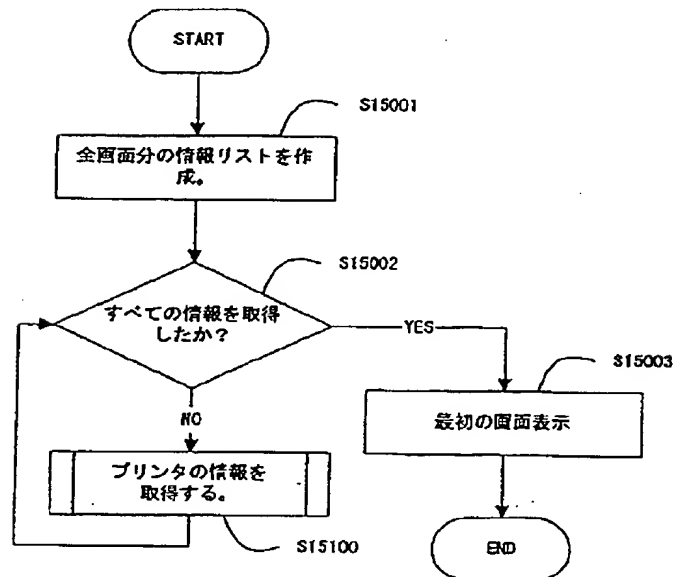 START
S15001
全画面分の情報リストを作
成。
S15002
すべての情報を取得
したか？
YES
S15003
NO
最初の画面表示
プリンタの情報を
取得する。
S15100
END